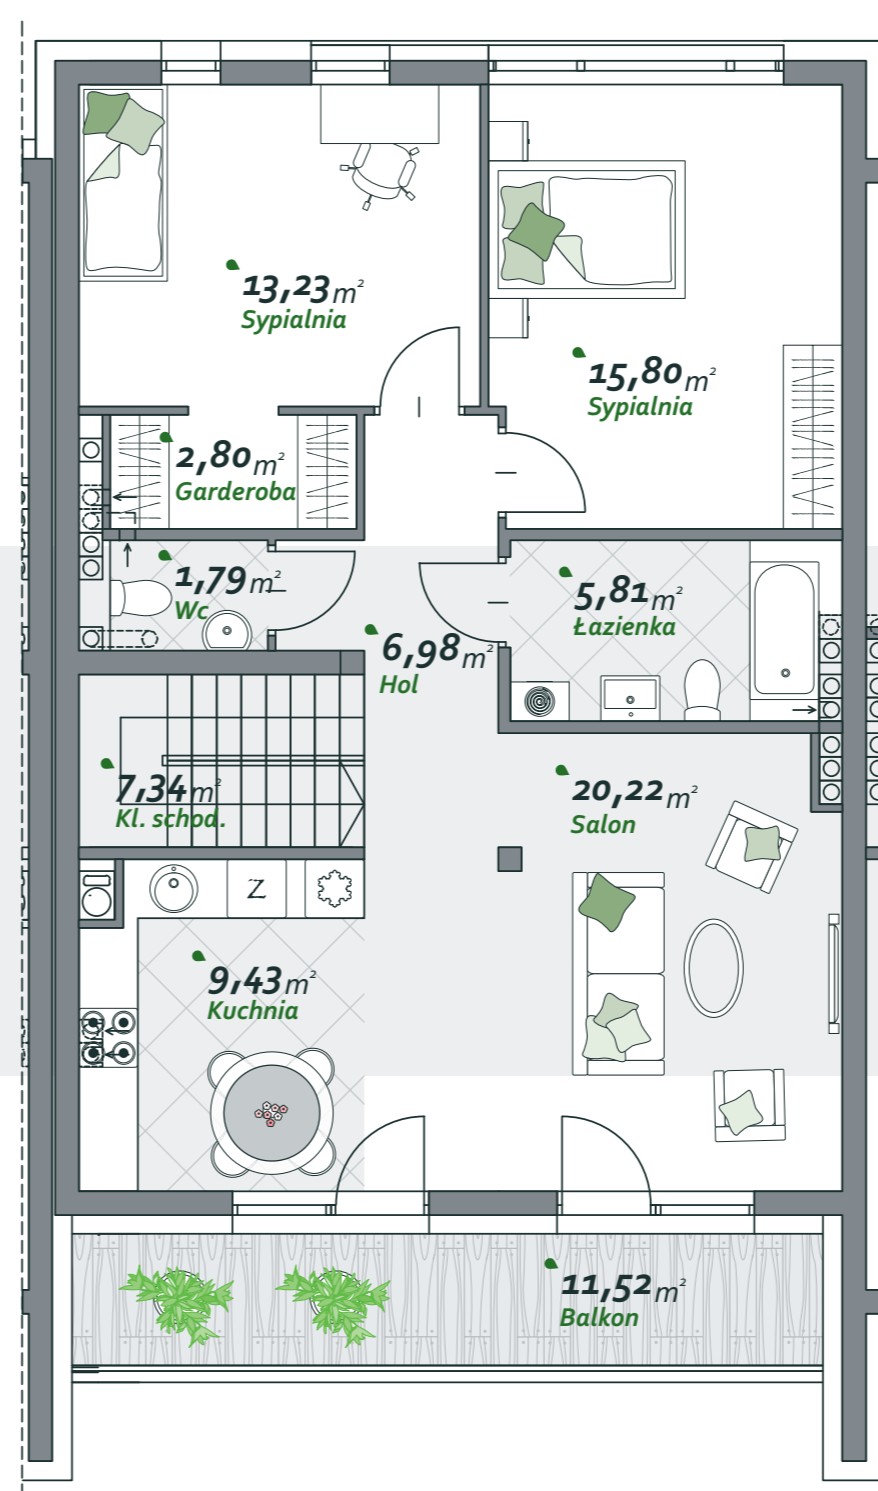 13,23 m²
Sypialnia
15,80 m²
Sypialnia
2,80 m²
Garderoba
1,79 m²
Wc
5,81 m²
Łazienka
6,98 m²
Hol
7,34 m²
Kl. schod.
20,22 m²
Salon
Z
9,43 m²
Kuchnia
11,52 m²
Balkon